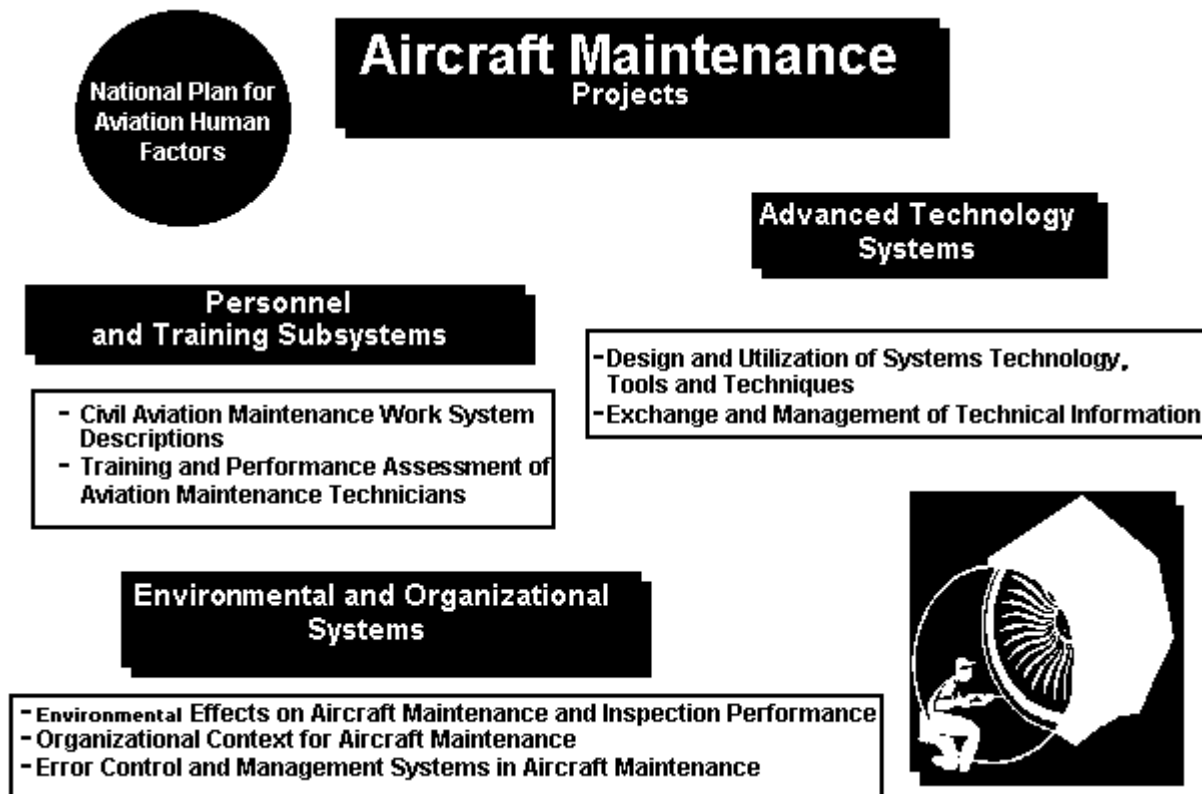 National Plan for
Aviation Human
Factors
Aircraft Maintenance
Projects
Advanced Technology
Systems
Personnel
and Training Subsystems
-Design and Utilization of Systems Technology,
Tools and Techniques
-Exchange and Management of Technical Information
- Civil Aviation Maintenance Work System
Descriptions
- Training and Performance Assessment of
Aviation Maintenance Technicians
Environmental and Organizational
Systems
-Environmental Effects on Aircraft Maintenance and Inspection Performance
-Organizational Context for Aircraft Maintenance
-Error Control and Management Systems in Aircraft Maintenance